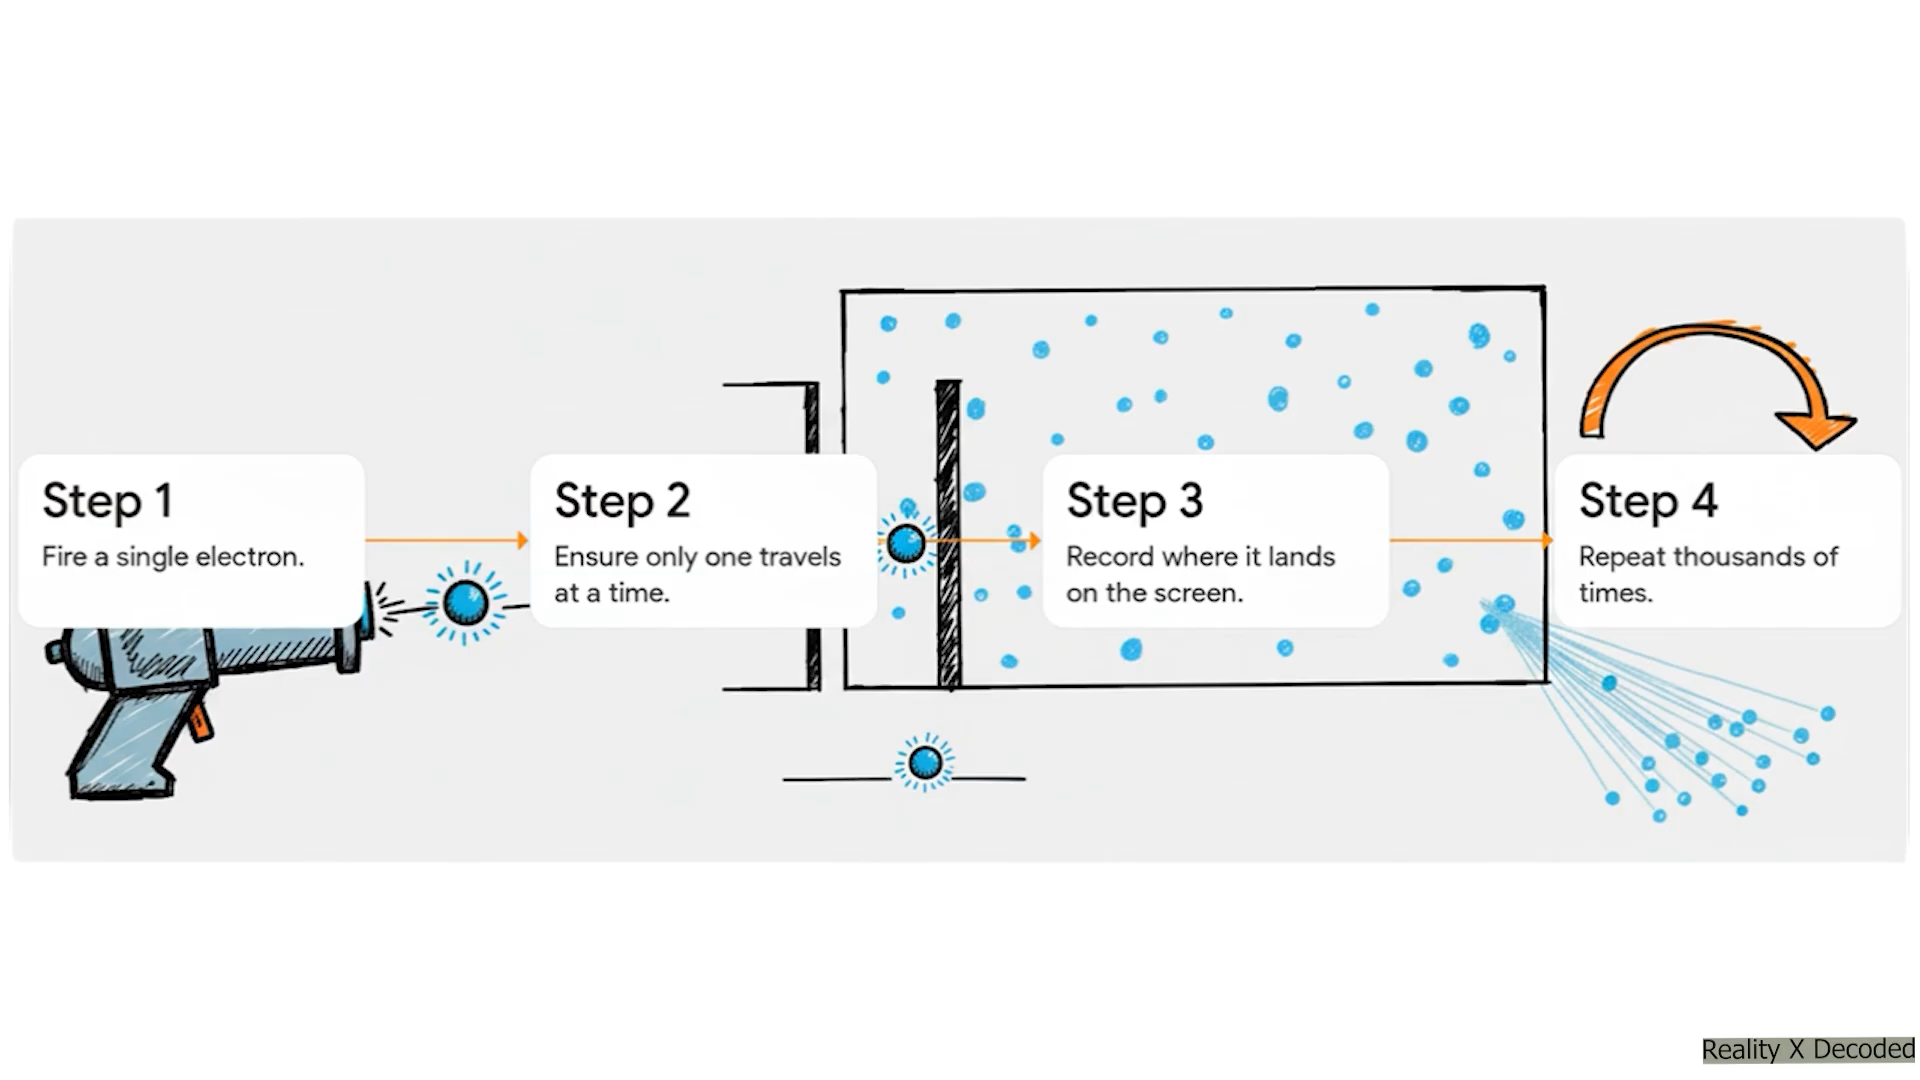 Step 1
Fire a single electron.
Step 2
Ensure only one travels
at a time.
Step 3
Record where it lands
on the screen.
Step 4
Repeat thousands of
times.
Reality X Decoded